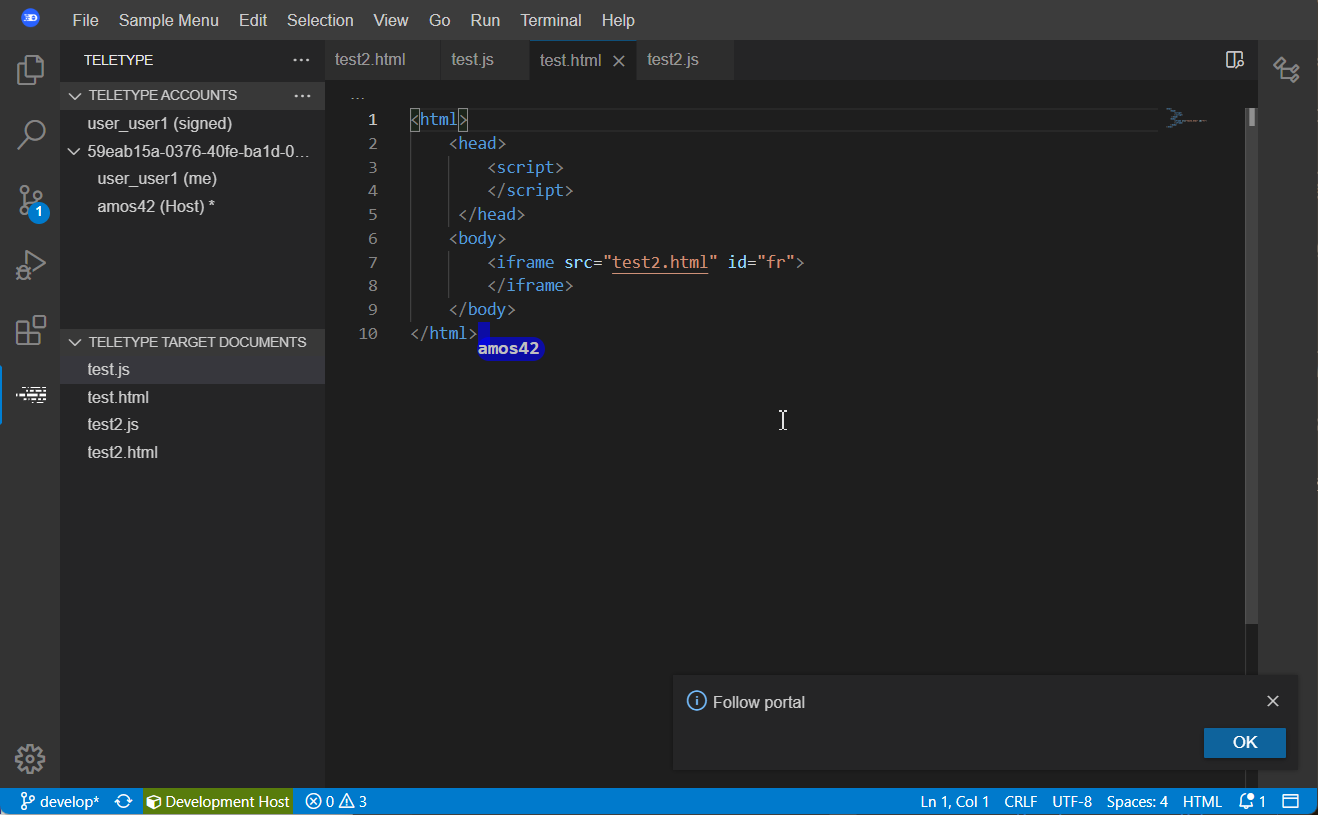 File Sample Menu Edit Selection View Go Run Terminal Help
TELETYPE ...
test2.html test.js test.html test2.js
TELETYPE ACCOUNTS ...
user_user1 (signed)
59eab15a-0376-40fe-ba1d-0...
user_user1 (me)
amos42 (Host) *
TELETYPE TARGET DOCUMENTS
test.js
test.html
test2.js
test2.html
1
...
1 <html>
2 <head>
3 <script>
4 </script>
5 </head>
6 <body>
7 <iframe src="test2.html" id="fr">
8 </iframe>
9 </body>
10 </html>
amos42
Follow portal
OK
develop* Development Host 0 3 Ln 1, Col 1 CRLF UTF-8 Spaces: 4 HTML 1